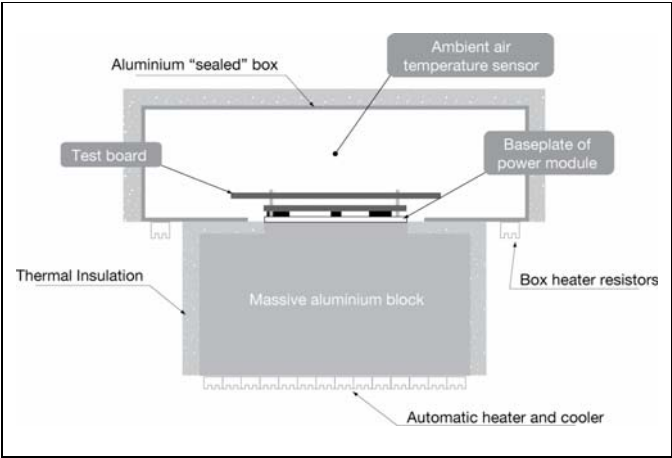 Aluminium “sealed” box
Ambient air
temperature sensor
Test board
Baseplate of
power module
Thermal Insulation
Massive aluminium block
Box heater resistors
Automatic heater and cooler